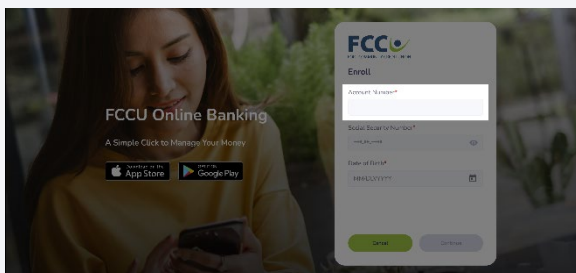 FCCU Online Banking
A Simple Click to Manage Your Money
App Store
Google Play
FCCU
Enroll
Account Number*
Social Security Number*
Date of Birth*
MM/DD/YYYY
Cancel
Continue